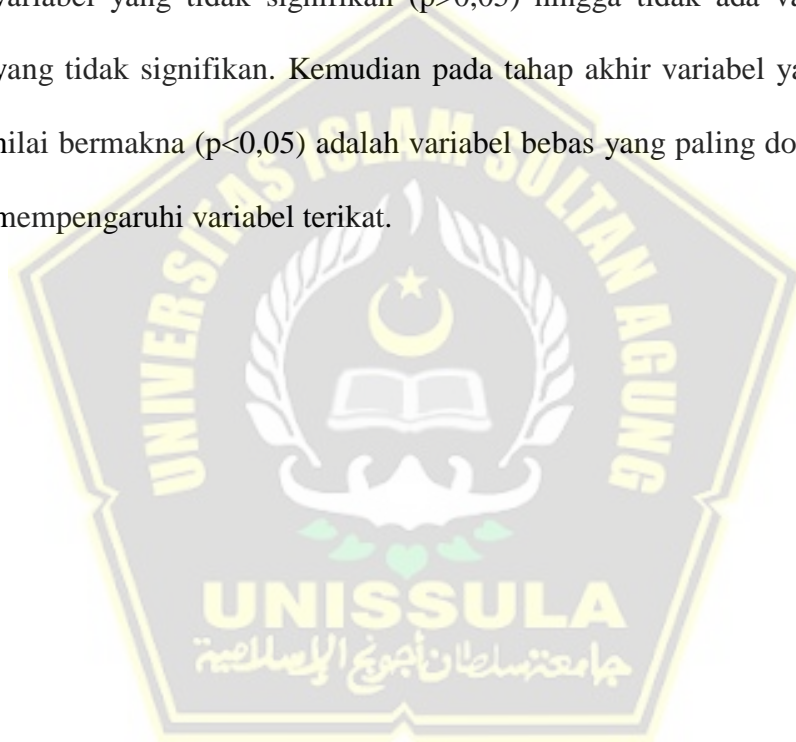 variabel yang tidak signifikan (p>0,05) hingga tidak ada va
yang tidak signifikan. Kemudian pada tahap akhir variabel ya
nilai bermakna (p<0,05) adalah variabel bebas yang paling do
mempengaruhi variabel terikat.
UNIVERSITAS ISLAM SULTAN AGUNG
UNISSULA
جامعة سلطان أجونج الإسلامية